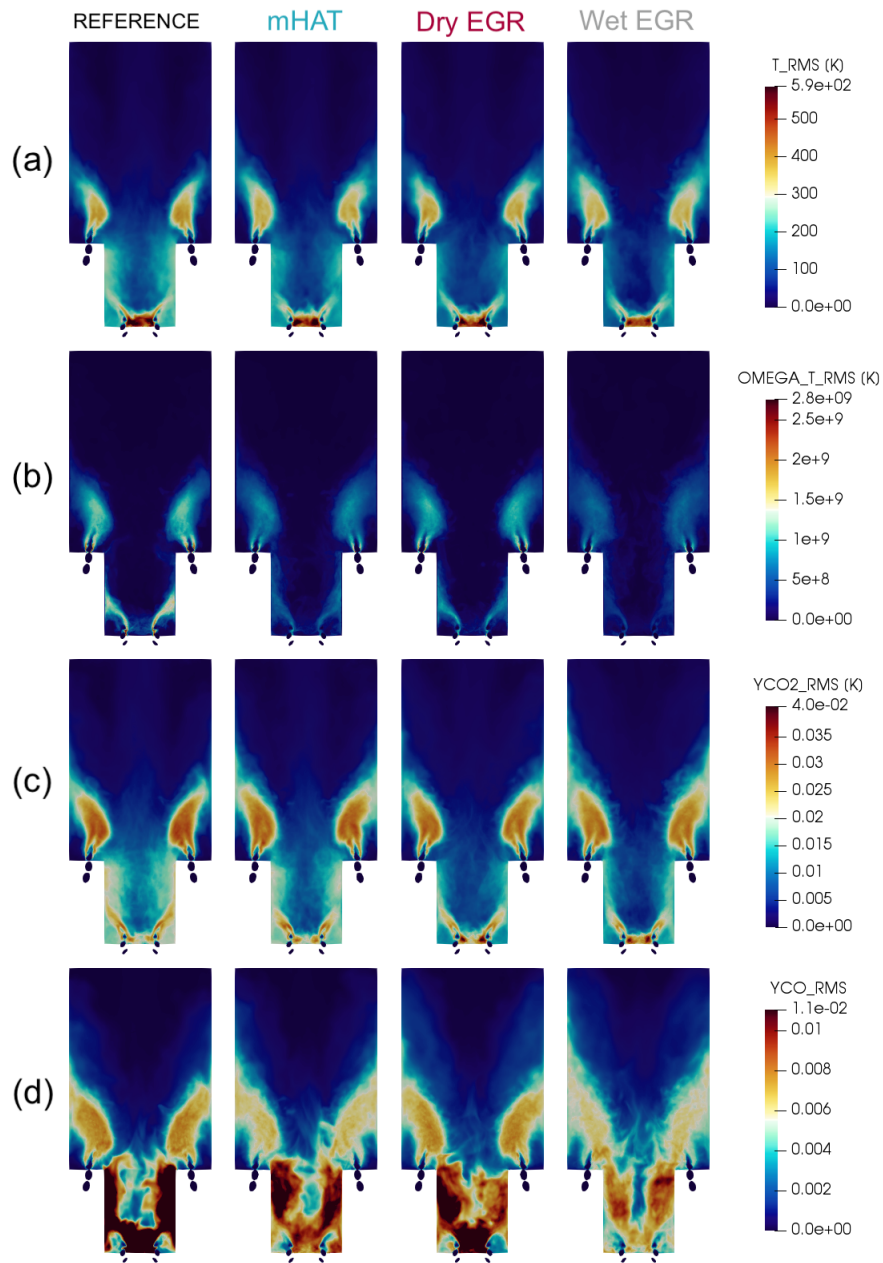 REFERENCE mHAT Dry EGR Wet EGR
(a)
T_RMS (K)
5.9e+02
500
400
300
200
100
0.0e+00
(b)
OMEGA_T_RMS (K)
2.8e+09
2.5e+9
2e+9
1.5e+9
1e+9
5e+8
0.0e+00
(c)
YCO2_RMS (K)
4.0e-02
0.035
0.03
0.025
0.02
0.015
0.01
0.005
0.0e+00
(d)
YCO_RMS
1.1e-02
0.01
0.008
0.006
0.004
0.002
0.0e+00